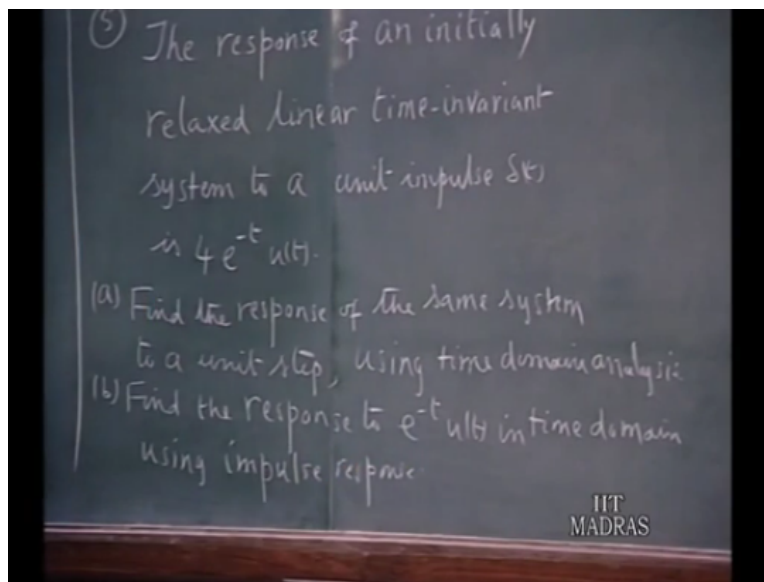 (5) The response of an initially
relaxed linear time-invariant
system to a unit impulse δ(t)
is 4e^{-t} u(t).
(a) Find the response of the same system
to a unit step, using time domain analysis
(b) Find the response to e^{-t} u(t) in time domain
using impulse response.
IIT
MADRAS